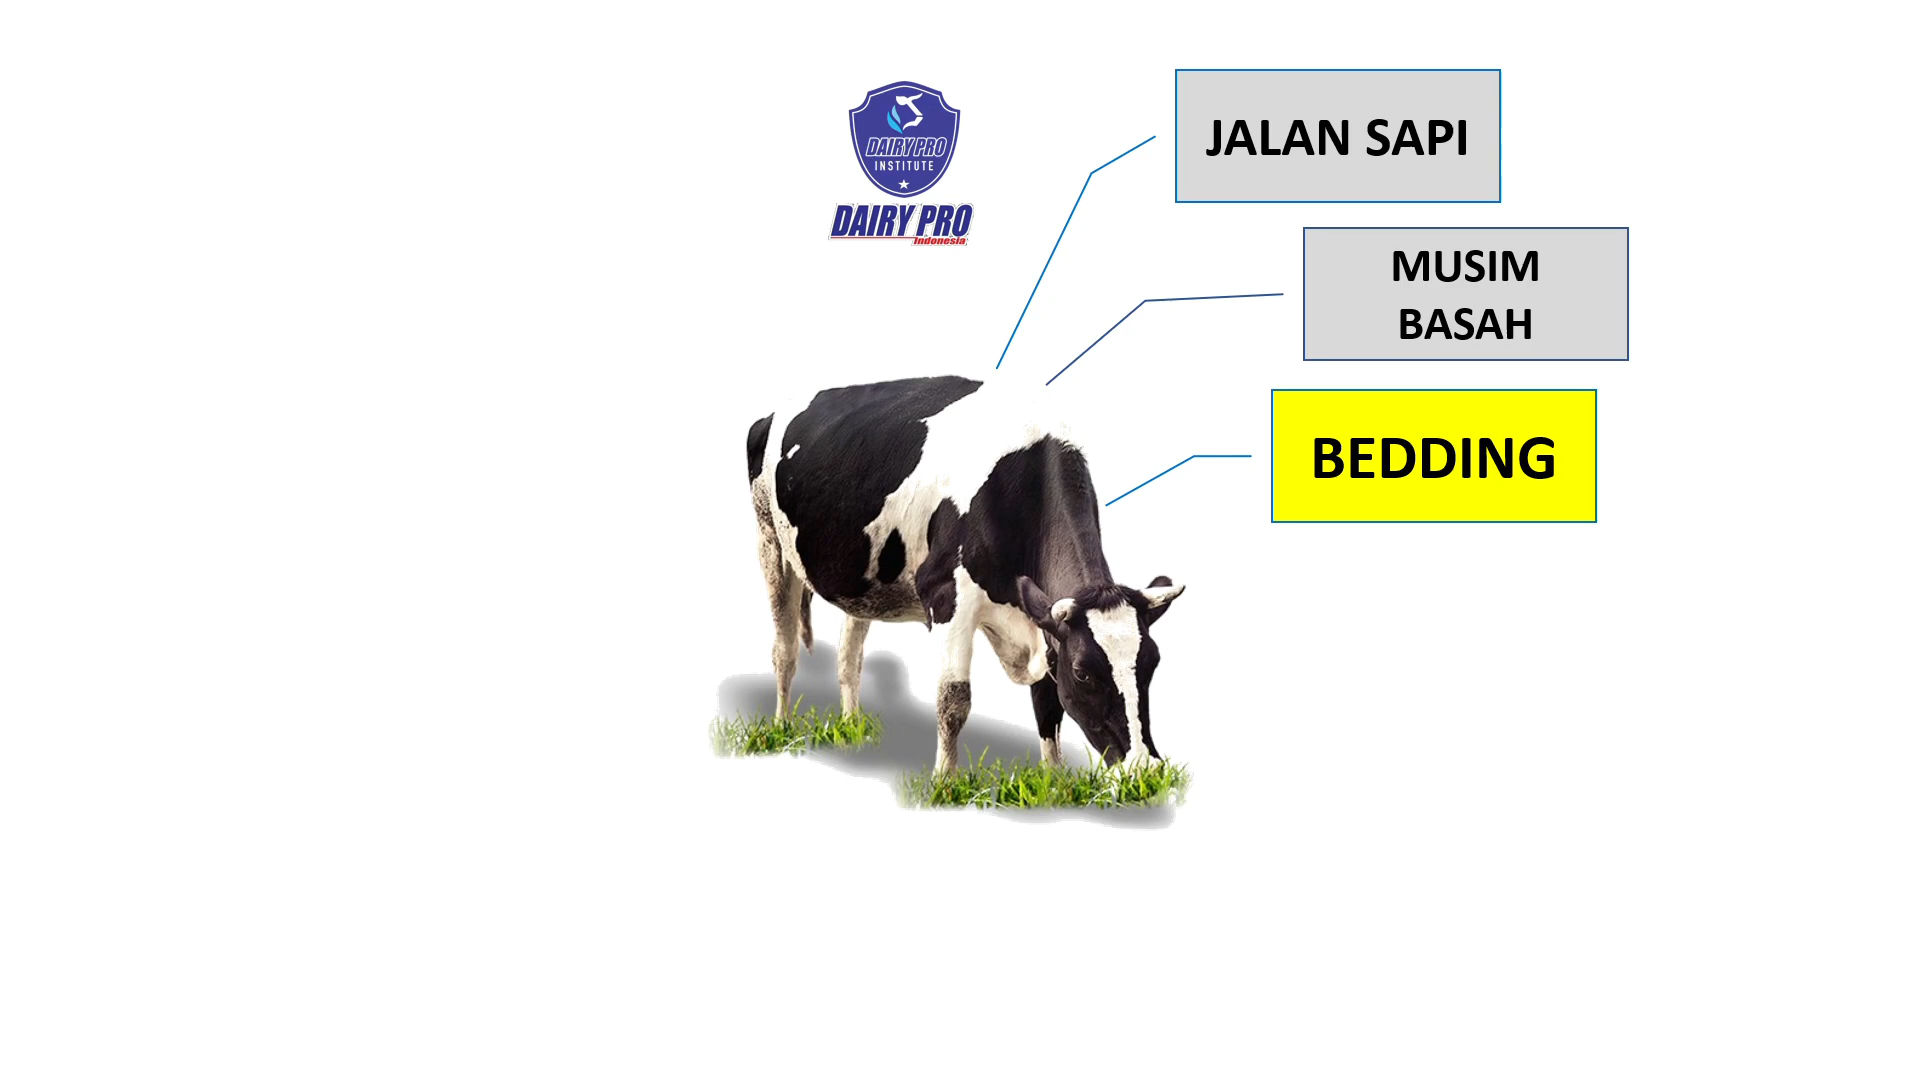 DAIRY PRO
INSTITUTE
DAIRY PRO
Indonesia
JALAN SAPI
MUSIM
BASAH
BEDDING